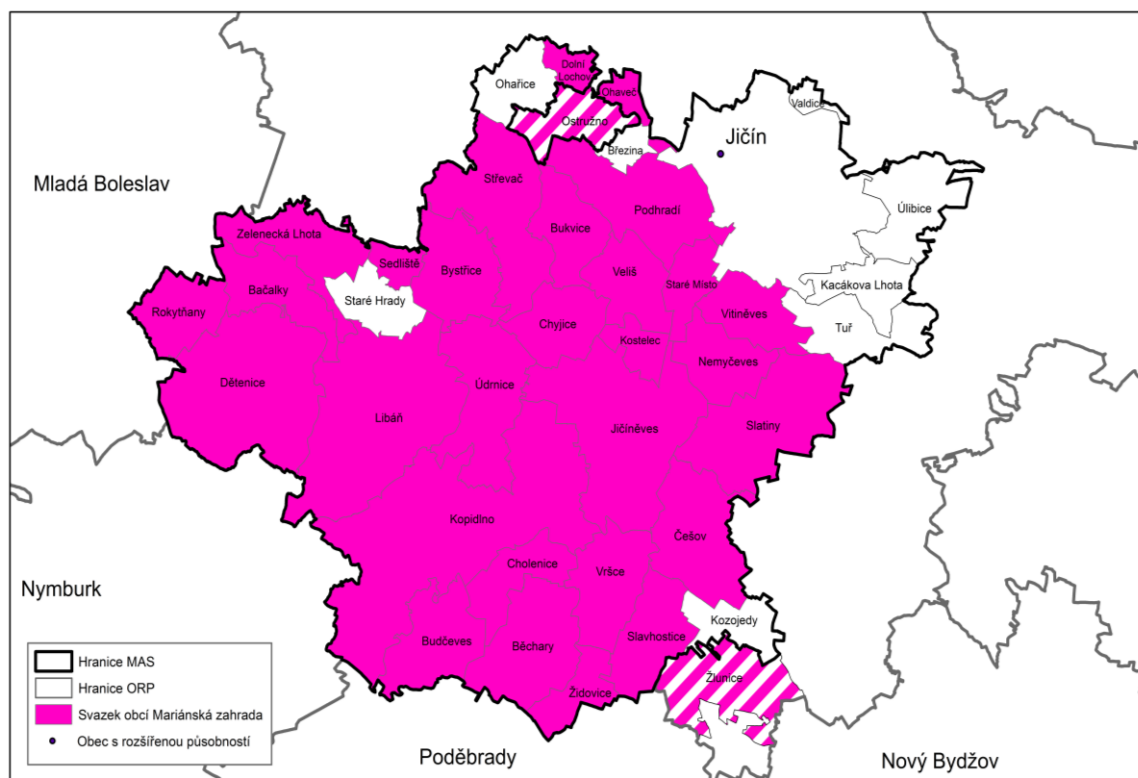 Dolní
Lochov
Ohařice
Ohaveč
Valdice
Ostružno
Jičín
Březina
Střevač
Mladá Boleslav
Podhradí
Úlibice
Bukvice
Zelenecká Lhota
Sedliště
Bystřice
Veliš
Staré Místo
Kacákova Lhota
Bačalky
Staré Hrady
Rokytňany
Vitiněves
Chyjice
Tuř
Kostelec
Nemyčeves
Dětenice
Údrnice
Libáň
Jičíněves
Slatiny
Kopidlno
Češov
Cholenice
Vršce
Nymburk
Kozojedy
Budčeves
Běchary
Slavhostice
Žlunice
Židovice
Hranice MAS
Hranice ORP
Svazek obcí Mariánská zahrada
Obec s rozšířenou působností
Poděbrady
Nový Bydžov